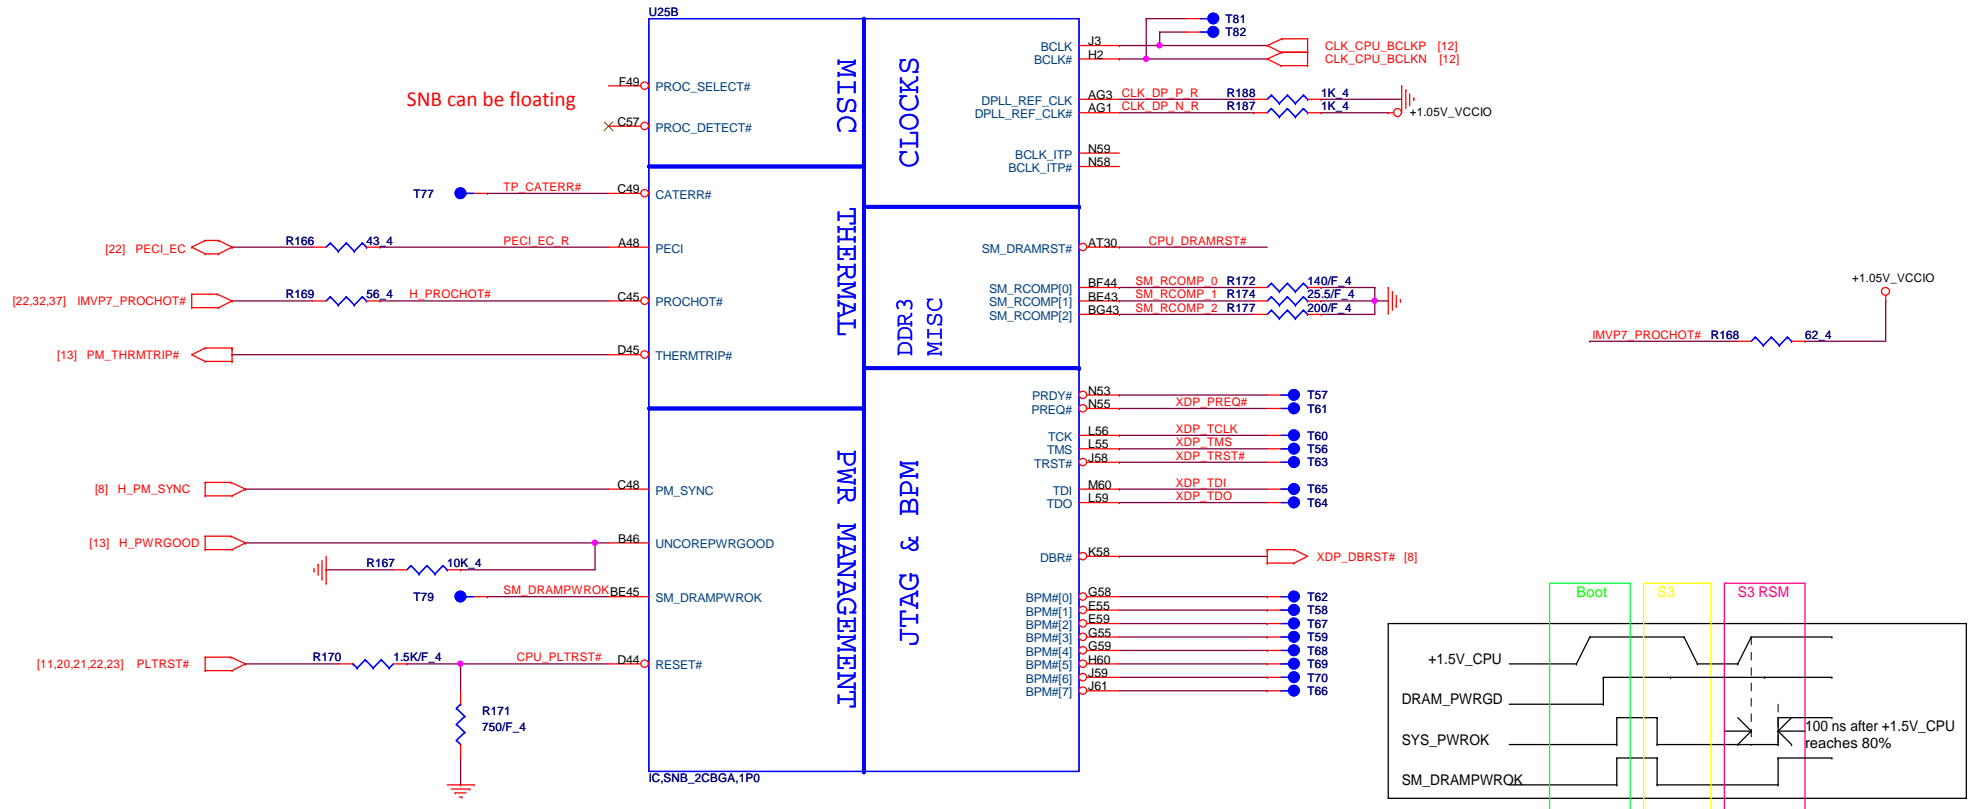 U25B
SNB can be floating
MISC
THERMAL
PWR MANAGEMENT
CLOCKS
DDR3
MISC
JTAG & BPM
F49 PROC_SELECT#
C57 PROC_DETECT#
T77 TP_CATERR# C49 CATERR#
[22] PECI_EC R166 43_4 PECI_EC_R A48 PECI
[22,32,37] IMVP7_PROCHOT# R169 56_4 H_PROCHOT# C45 PROCHOT#
[13] PM_THRMTRIP# D45 THERMTRIP#
[8] H_PM_SYNC C48 PM_SYNC
[13] H_PWRGOOD B46 UNCOREPWRGOOD
R167 10K_4
T79 SM_DRAMPWROK BE45 SM_DRAMPWROK
[11,20,21,22,23] PLTRST# R170 1.5K/F_4 CPU_PLTRST# D44 RESET#
R171
750/F_4
IC,SNB_2CBGA,1P0
T81
T82
BCLK J3 CLK_CPU_BCLKP [12]
BCLK# H2 CLK_CPU_BCLKN [12]
DPLL_REF_CLK AG3 CLK_DP_P_R R188 1K_4
DPLL_REF_CLK# AG1 CLK_DP_N_R R187 1K_4 +1.05V_VCCIO
BCLK_ITP N59
BCLK_ITP# N58
SM_DRAMRST# AT30 CPU_DRAMRST#
SM_RCOMP[0] BF44 SM_RCOMP_0 R172 140/F_4
SM_RCOMP[1] BE43 SM_RCOMP_1 R174 25.5/F_4
SM_RCOMP[2] BG43 SM_RCOMP_2 R177 200/F_4
PRDY# N53 T57
PREQ# N55 XDP_PREQ# T61
TCK L56 XDP_TCLK T60
TMS L55 XDP_TMS T56
TRST# J58 XDP_TRST# T63
TDI M60 XDP_TDI T65
TDO L59 XDP_TDO T64
DBR# K58 XDP_DBRST# [8]
BPM#[0] G58 T62
BPM#[1] E55 T58
BPM#[2] E59 T67
BPM#[3] G55 T59
BPM#[4] G59 T68
BPM#[5] H60 T69
BPM#[6] J59 T70
BPM#[7] J61 T66
+1.05V_VCCIO
IMVP7_PROCHOT# R168 62_4
Boot S3 S3 RSM
+1.5V_CPU
DRAM_PWRGD
SYS_PWROK
SM_DRAMPWROK
100 ns after +1.5V_CPU
reaches 80%